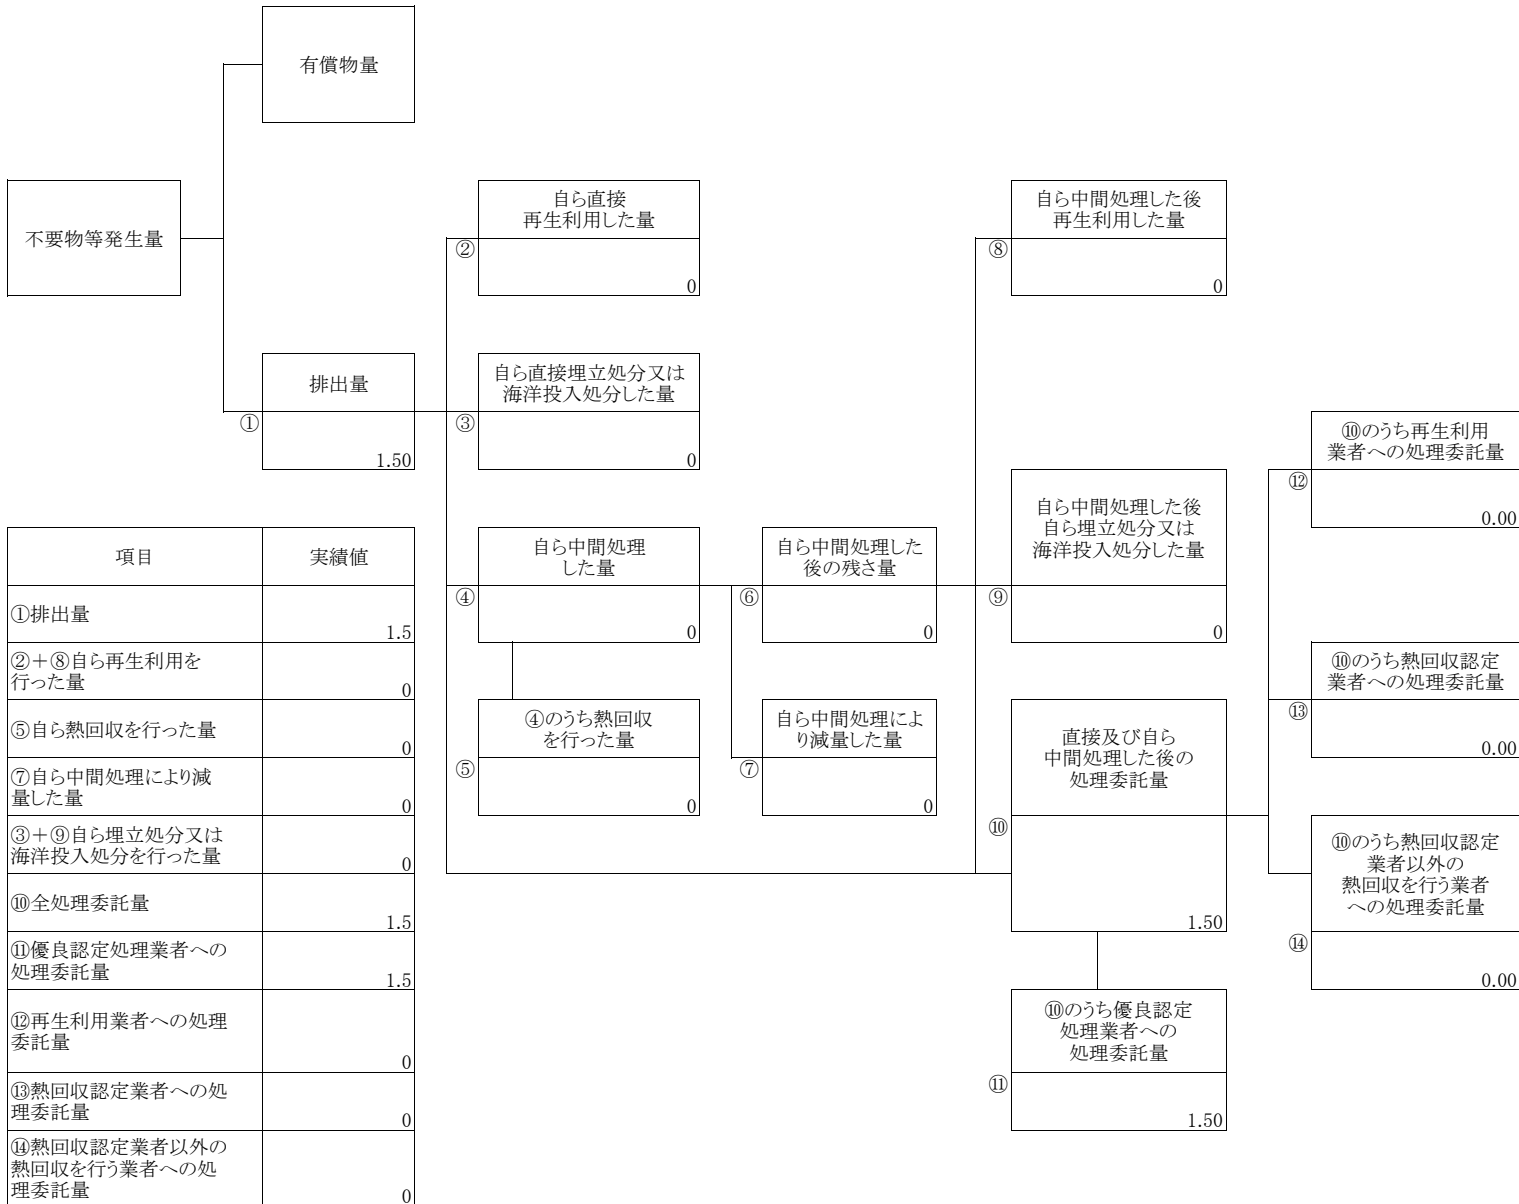 有償物量
不要物等発生量
自ら直接
再生利用した量
②
0
自ら中間処理した後
再生利用した量
⑧
0
排出量
①
1.50
自ら直接埋立処分又は
海洋投入処分した量
③
0
⑩のうち再生利用
業者への処理委託量
⑫
0.00
自ら中間処理
した量
④
0
自ら中間処理した
後の残さ量
⑥
0
自ら中間処理した後
自ら埋立処分又は
海洋投入処分した量
⑨
0
⑩のうち熱回収認定
業者への処理委託量
⑬
0.00
④のうち熱回収
を行った量
⑤
0
自ら中間処理によ
り減量した量
⑦
0
直接及び自ら
中間処理した後の
処理委託量
⑩
1.50
⑩のうち熱回収認定
業者以外の
熱回収を行う業者
への処理委託量
⑭
0.00
⑩のうち優良認定
処理業者への
処理委託量
⑪
1.50
項目
実績値
①排出量
1.5
②＋⑧自ら再生利用を
行った量
0
⑤自ら熱回収を行った量
0
⑦自ら中間処理により減
量した量
0
③＋⑨自ら埋立処分又は
海洋投入処分を行った量
0
⑩全処理委託量
1.5
⑪優良認定処理業者への
処理委託量
1.5
⑫再生利用業者への処理
委託量
0
⑬熱回収認定業者への処
理委託量
0
⑭熱回収認定業者以外の
熱回収を行う業者への処
理委託量
0